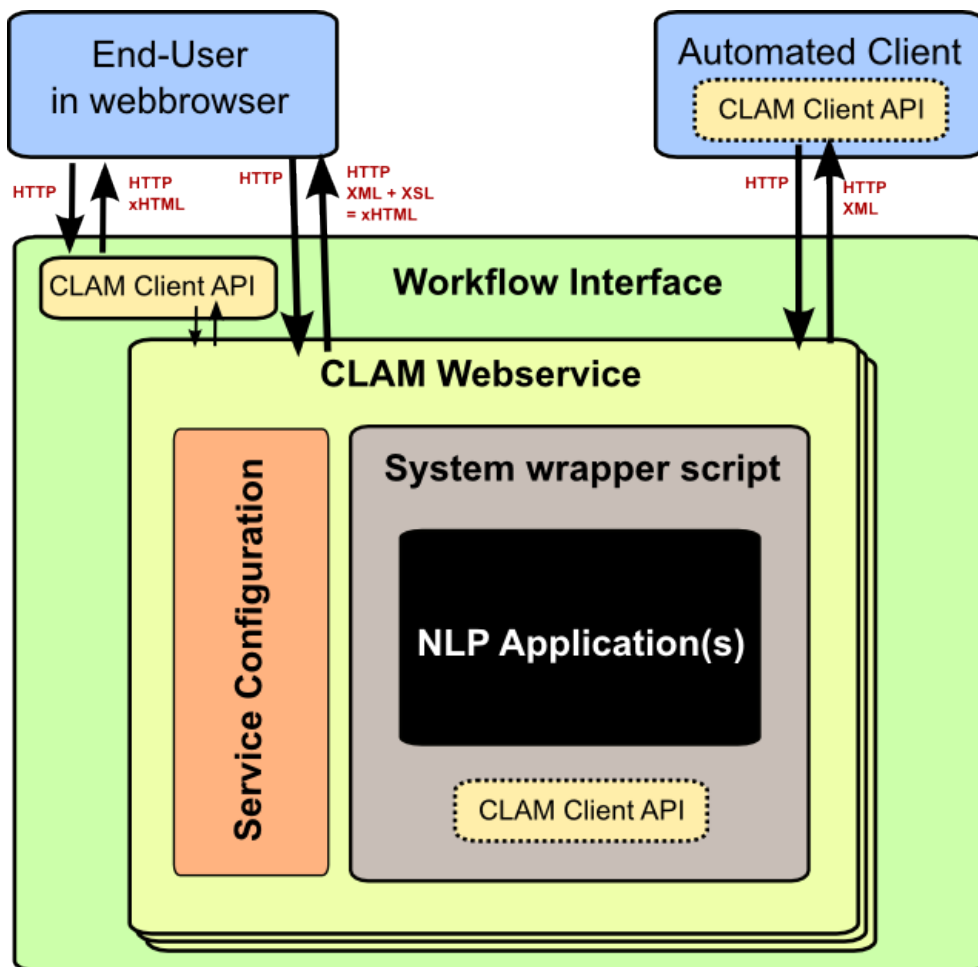 End-User
in webbrowser
Automated Client
CLAM Client API
HTTP
HTTP
xHTML
HTTP
HTTP
XML + XSL
= xHTML
HTTP
HTTP
XML
CLAM Client API
Workflow Interface
CLAM Webservice
Service Configuration
System wrapper script
NLP Application(s)
CLAM Client API